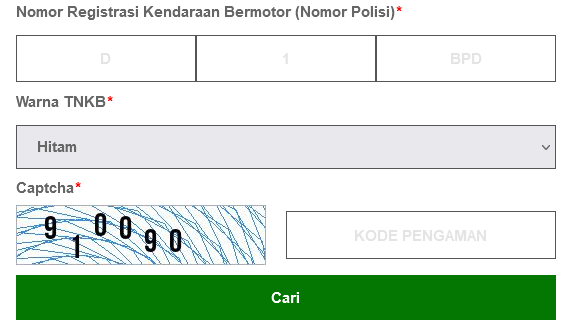 Nomor Registrasi Kendaraan Bermotor (Nomor Polisi)*
D 1 BPD
Warna TNKB*
Hitam
Captcha*
910090 KODE PENGAMAN
Cari